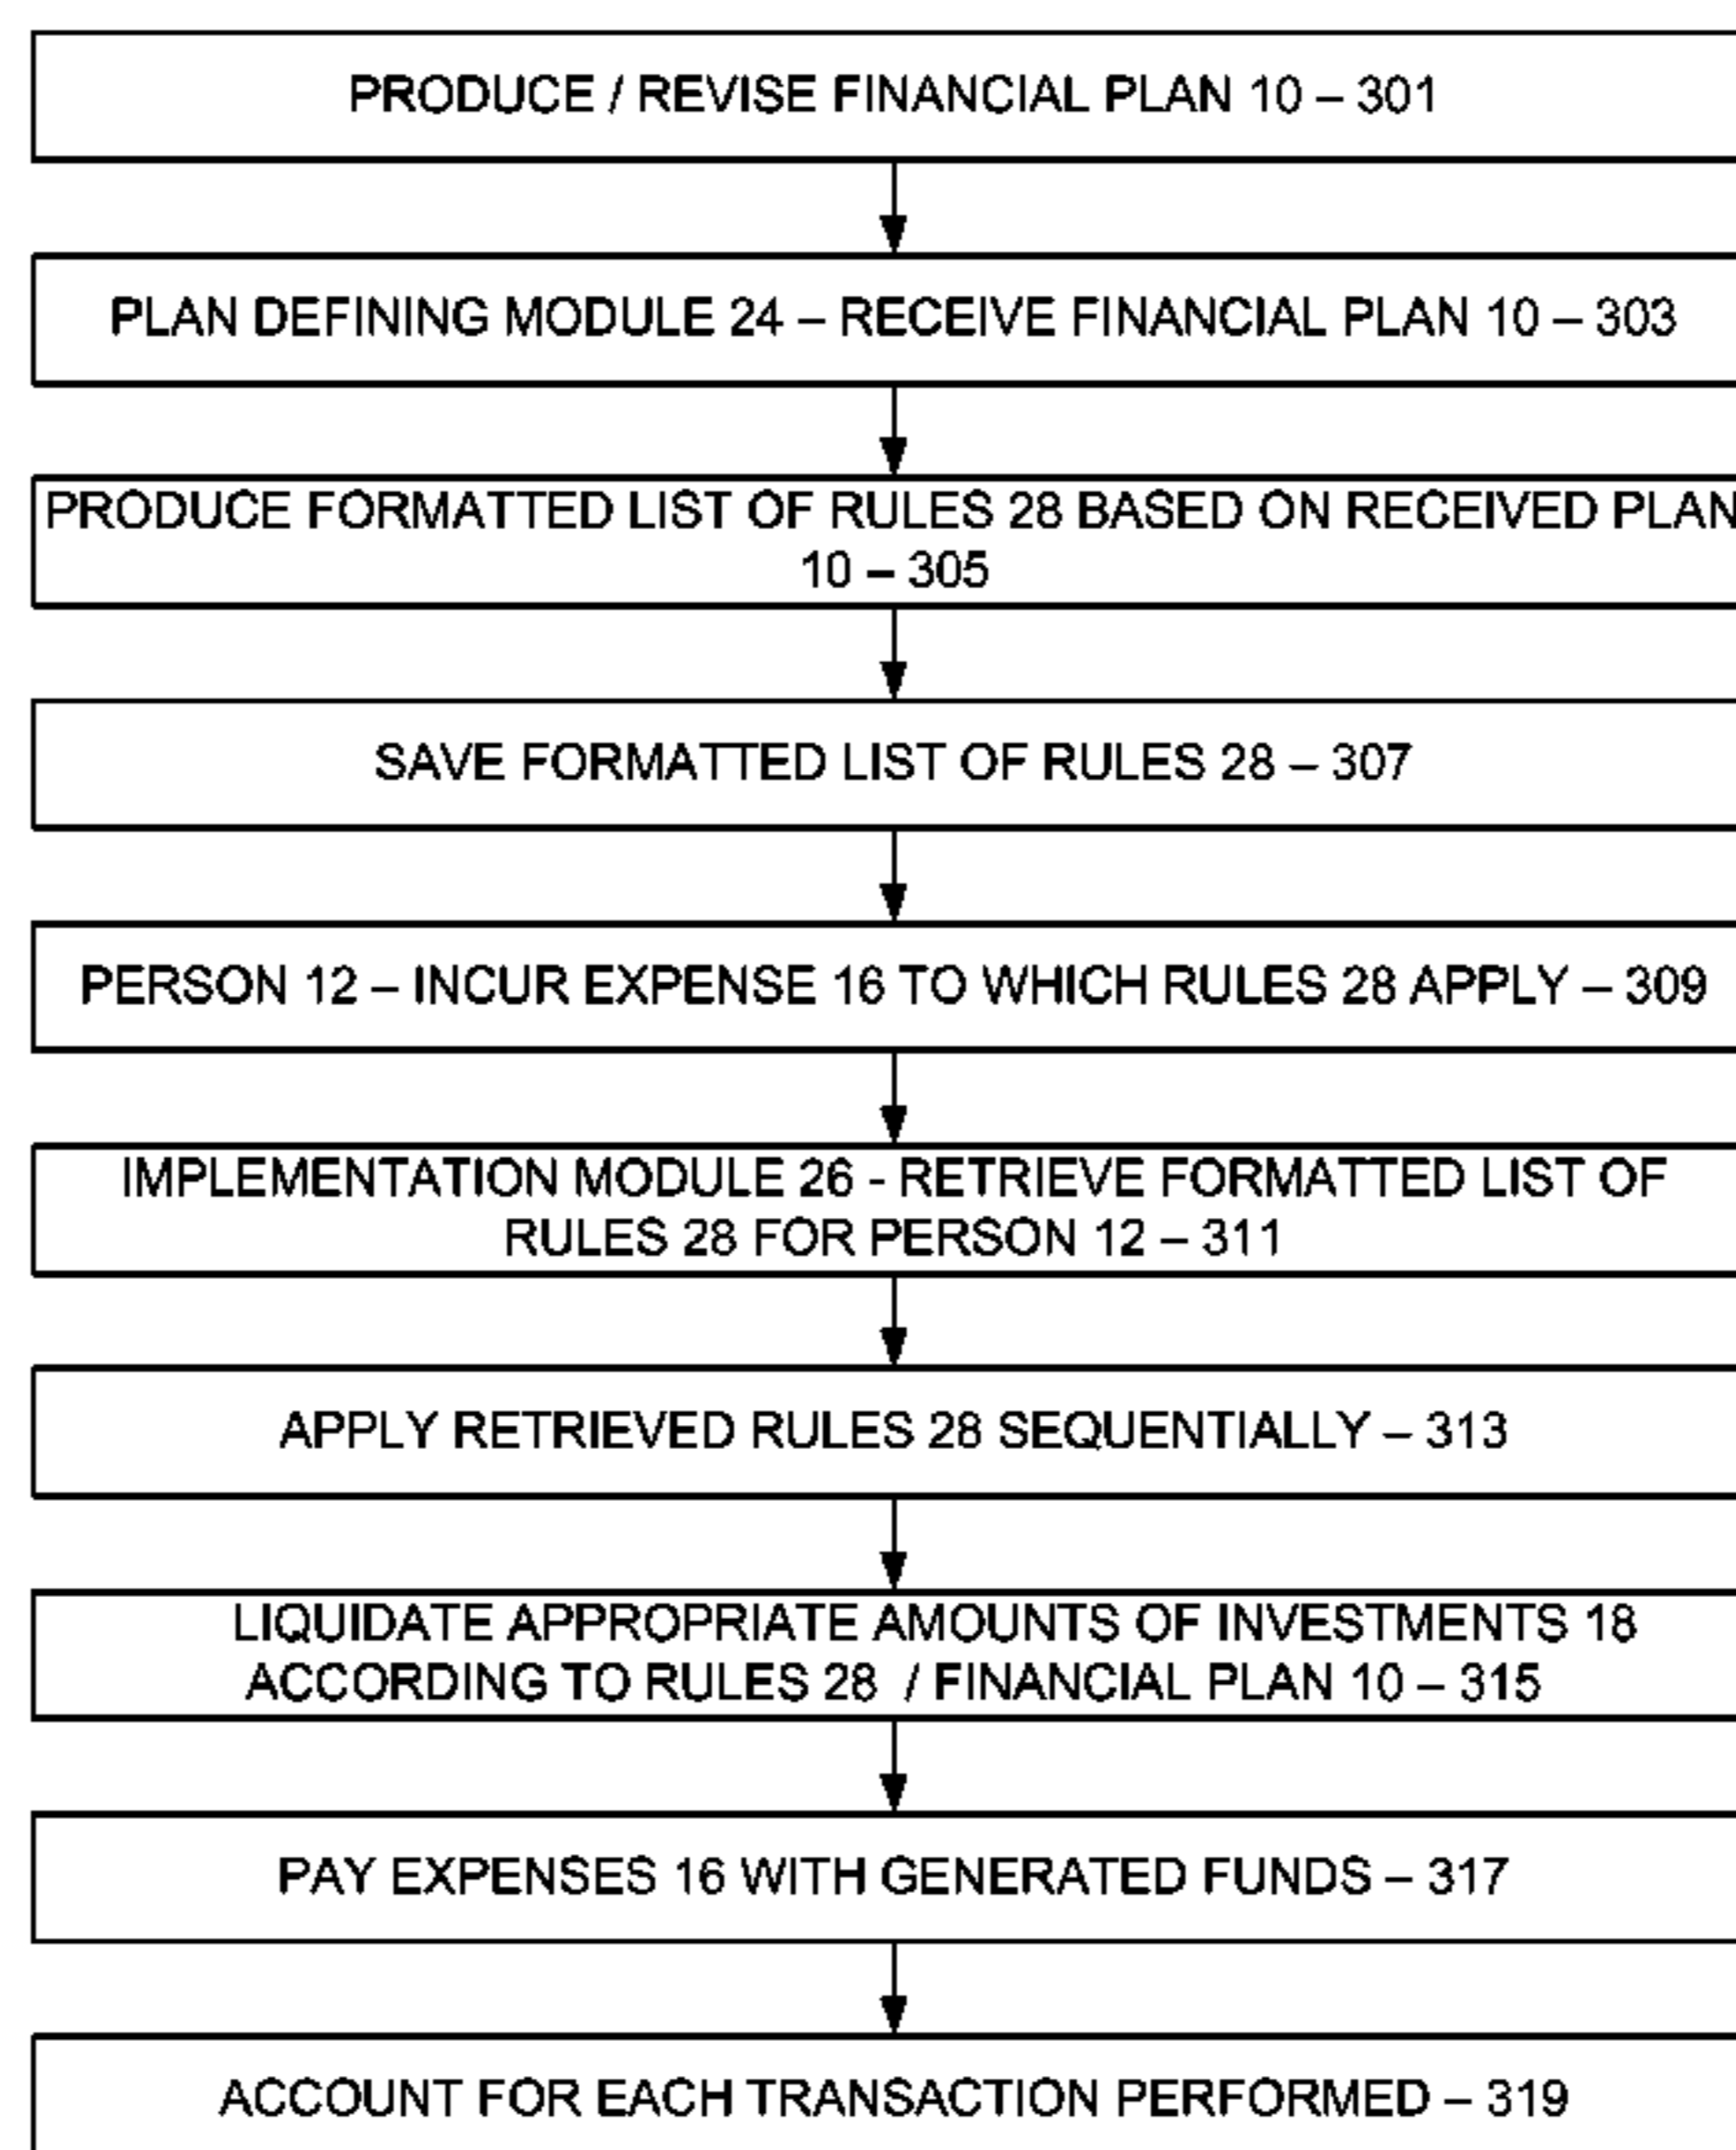 PRODUCE / REVISE FINANCIAL PLAN 10 – 301
PLAN DEFINING MODULE 24 – RECEIVE FINANCIAL PLAN 10 – 303
PRODUCE FORMATTED LIST OF RULES 28 BASED ON RECEIVED PLAN
10 – 305
SAVE FORMATTED LIST OF RULES 28 – 307
PERSON 12 – INCUR EXPENSE 16 TO WHICH RULES 28 APPLY – 309
IMPLEMENTATION MODULE 26 - RETRIEVE FORMATTED LIST OF
RULES 28 FOR PERSON 12 – 311
APPLY RETRIEVED RULES 28 SEQUENTIALLY – 313
LIQUIDATE APPROPRIATE AMOUNTS OF INVESTMENTS 18
ACCORDING TO RULES 28 / FINANCIAL PLAN 10 – 315
PAY EXPENSES 16 WITH GENERATED FUNDS – 317
ACCOUNT FOR EACH TRANSACTION PERFORMED – 319